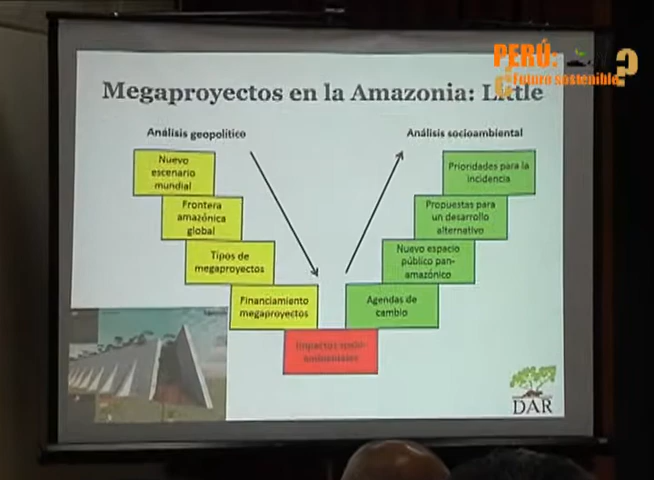 PERÚ:
¿Futuro sostenible?
Megaproyectos en la Amazonia: Little
Análisis geopolítico
Análisis socioambiental
Nuevo
escenario
mundial
Frontera
amazónica
global
Tipos de
megaproyectos
Financiamiento
megaproyectos
Impactos socio-
ambientales
Agendas de
cambio
Nuevo espacio
público pan-
amazónico
Propuestas para
un desarrollo
alternativo
Prioridades para la
incidencia
DAR